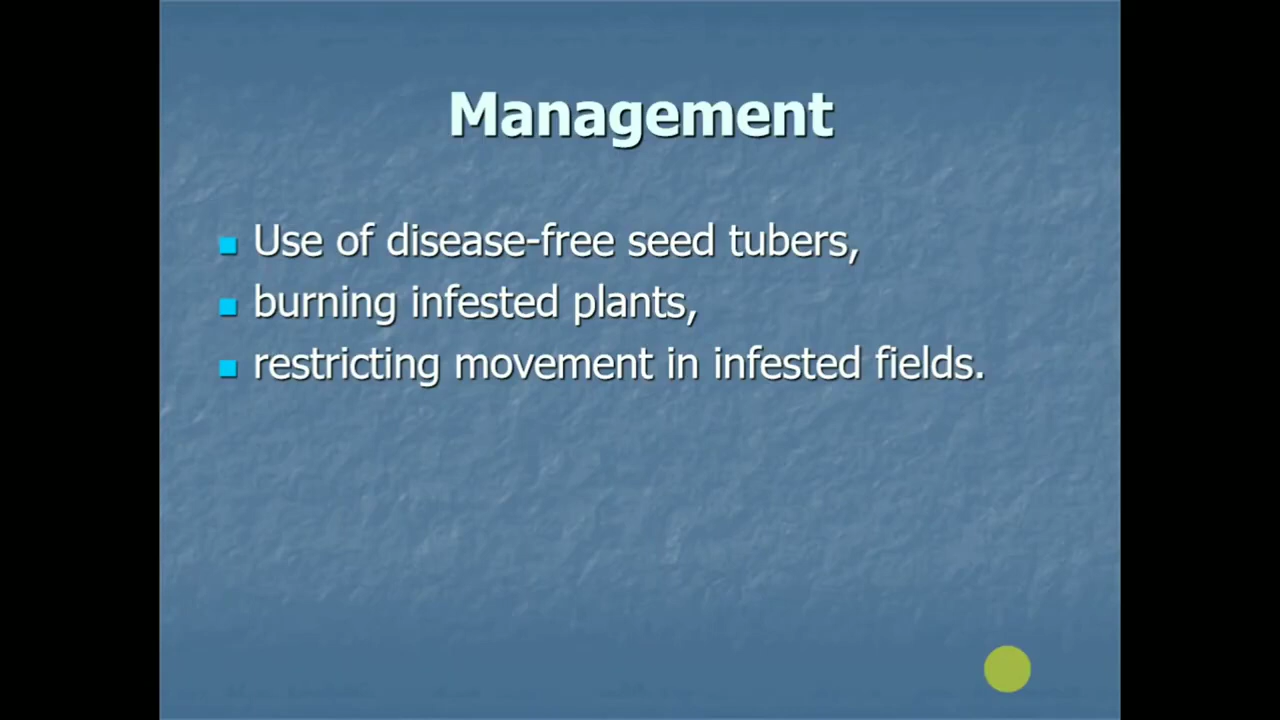 Management
Use of disease-free seed tubers,
burning infested plants,
restricting movement in infested fields.